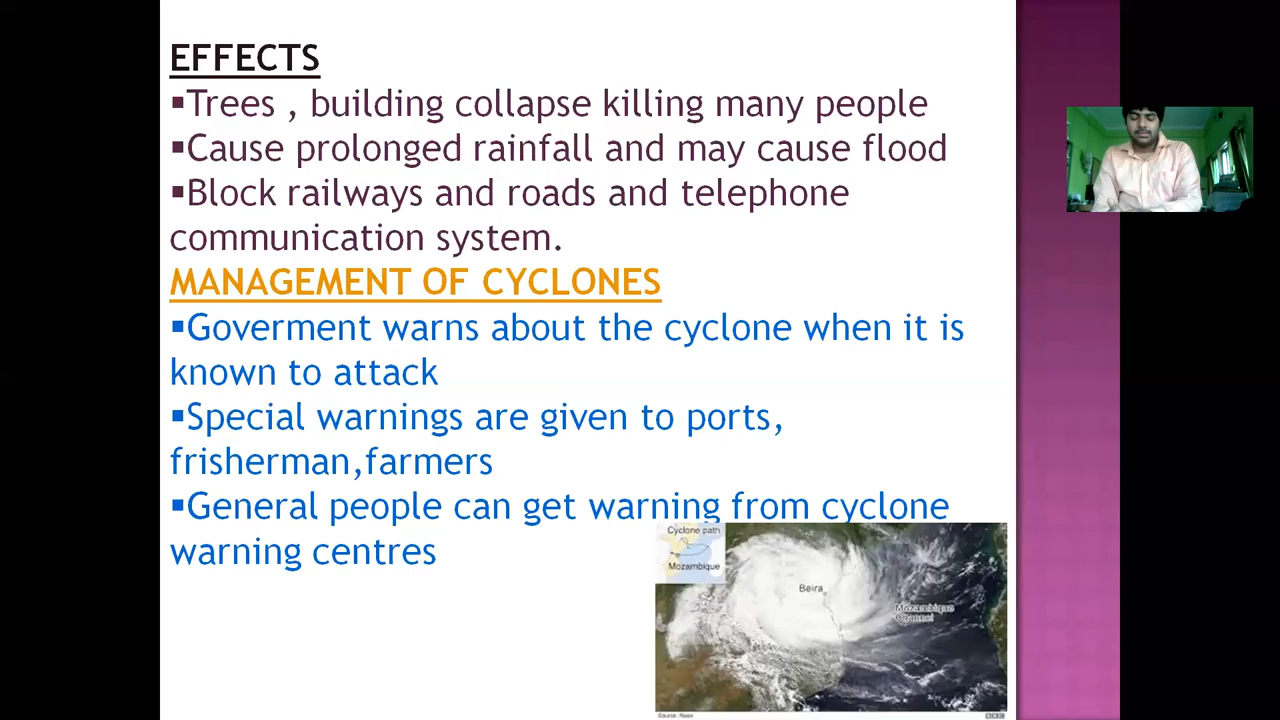 EFFECTS
▪Trees , building collapse killing many people
▪Cause prolonged rainfall and may cause flood
▪Block railways and roads and telephone
communication system.
MANAGEMENT OF CYCLONES
▪Goverment warns about the cyclone when it is
known to attack
▪Special warnings are given to ports,
frisherman,farmers
▪General people can get warning from cyclone
warning centres
Cyclone path
Mozambique
Beira
Mozambique
Channel
Source: Nasa
BBC